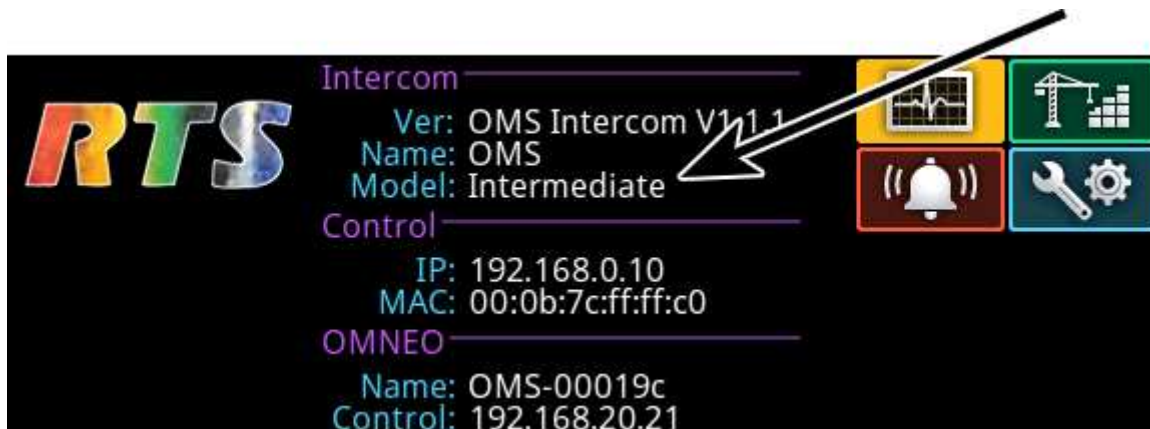 RTS
Intercom
Ver: OMS Intercom V1.1.1
Name: OMS
Model: Intermediate
Control
IP: 192.168.0.10
MAC: 00:0b:7c:ff:ff:c0
OMNEO
Name: OMS-00019c
Control: 192.168.20.21